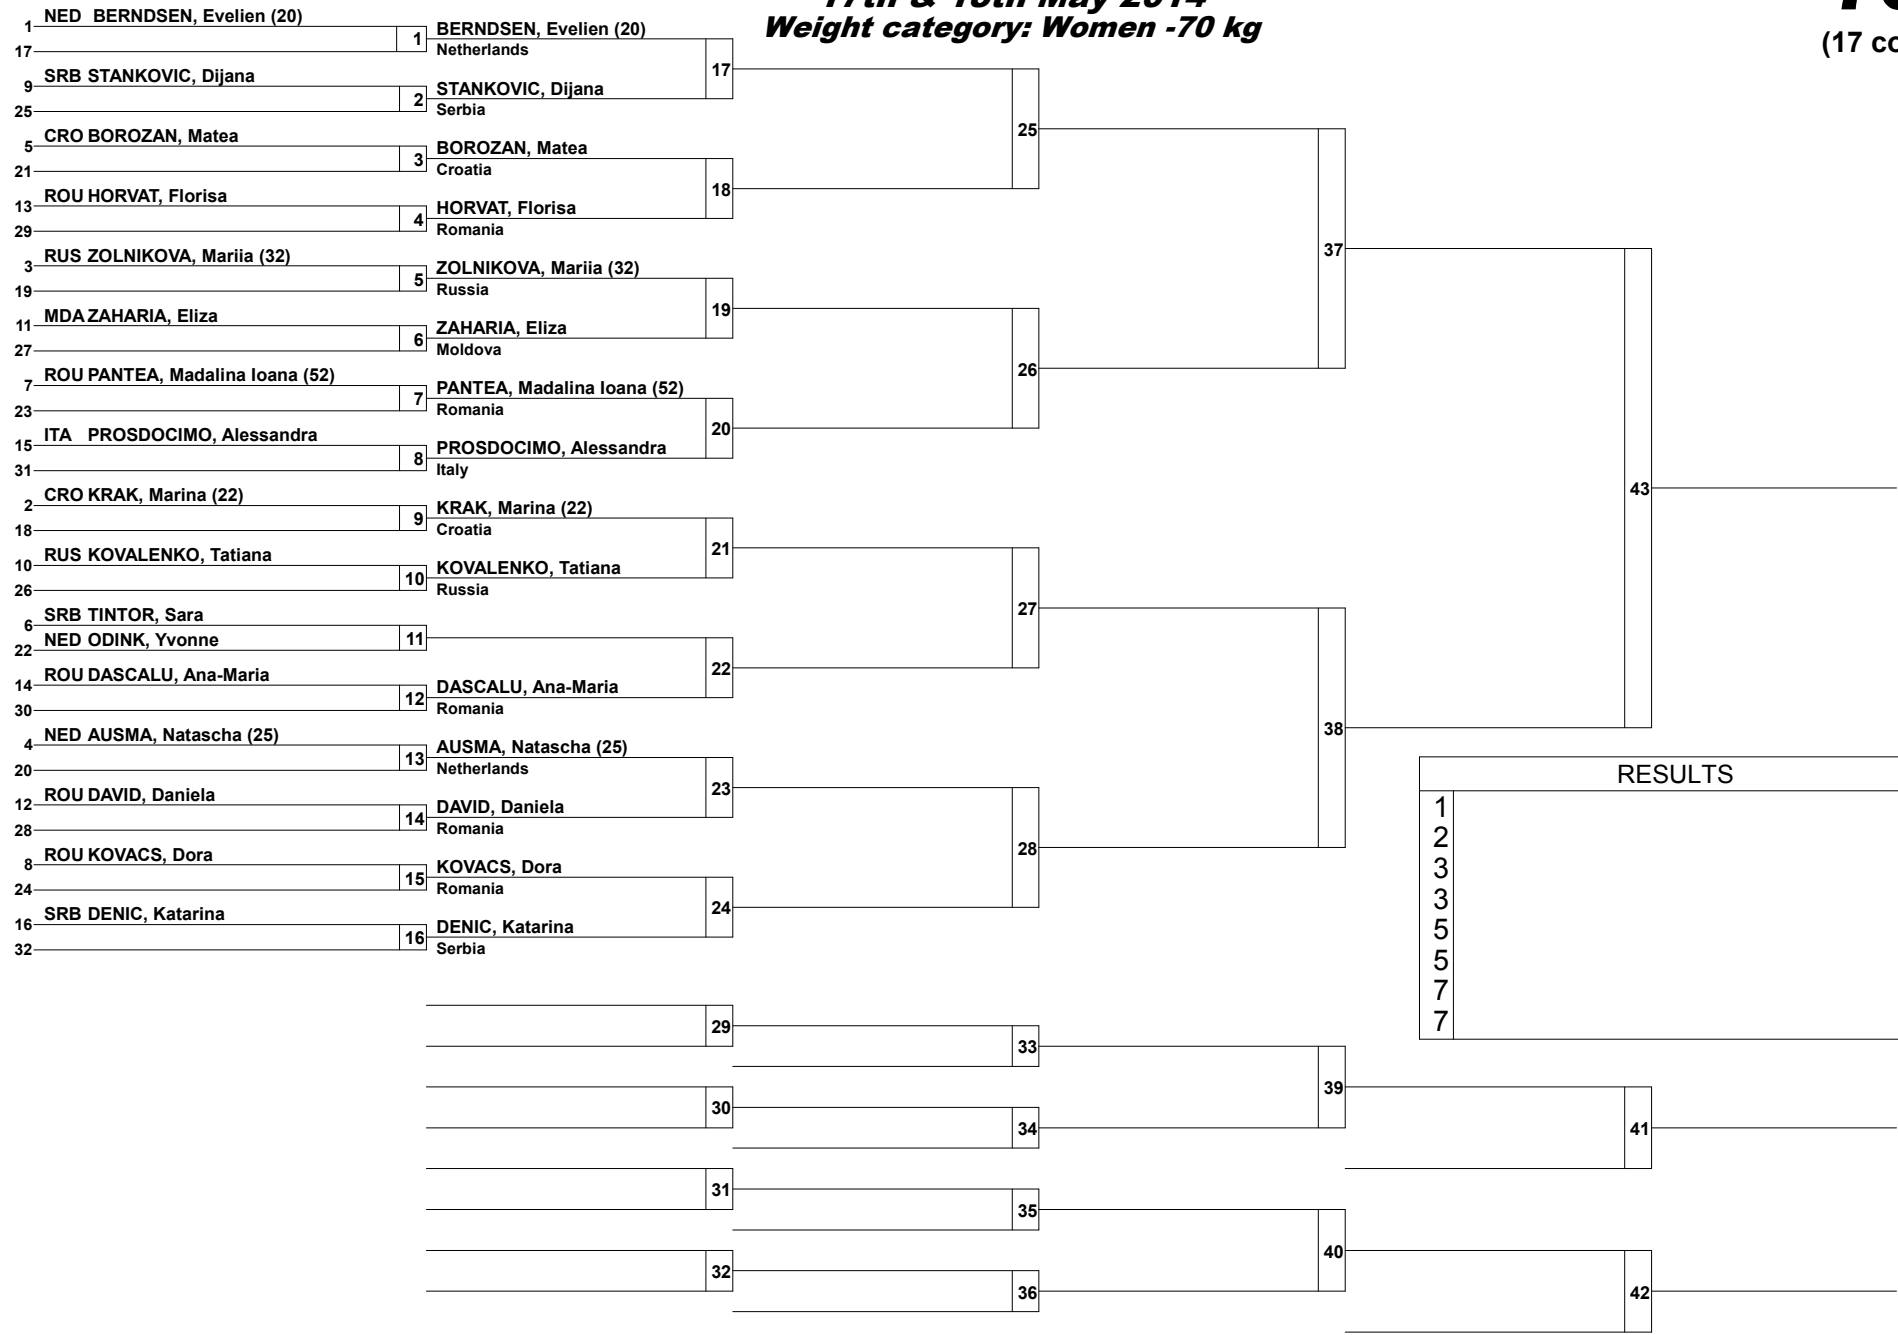 Weight category: Women -70 kg
1 NED BERNDSEN, Evelien (20)
17
1 BERNDSEN, Evelien (20)
Netherlands
9 SRB STANKOVIC, Dijana
25
2 STANKOVIC, Dijana
Serbia
17
5 CRO BOROZAN, Matea
21
3 BOROZAN, Matea
Croatia
13 ROU HORVAT, Florisa
29
4 HORVAT, Florisa
Romania
18
25
3 RUS ZOLNIKOVA, Mariia (32)
19
5 ZOLNIKOVA, Mariia (32)
Russia
11 MDA ZAHARIA, Eliza
27
6 ZAHARIA, Eliza
Moldova
19
7 ROU PANTEA, Madalina Ioana (52)
23
7 PANTEA, Madalina Ioana (52)
Romania
15 ITA PROSDOCIMO, Alessandra
31
8 PROSDOCIMO, Alessandra
Italy
20
26
37
2 CRO KRAK, Marina (22)
18
9 KRAK, Marina (22)
Croatia
10 RUS KOVALENKO, Tatiana
26
10 KOVALENKO, Tatiana
Russia
21
6 SRB TINTOR, Sara
22 NED ODINK, Yvonne
11
14 ROU DASCALU, Ana-Maria
30
12 DASCALU, Ana-Maria
Romania
22
27
4 NED AUSMA, Natascha (25)
20
13 AUSMA, Natascha (25)
Netherlands
12 ROU DAVID, Daniela
28
14 DAVID, Daniela
Romania
23
8 ROU KOVACS, Dora
24
15 KOVACS, Dora
Romania
16 SRB DENIC, Katarina
32
16 DENIC, Katarina
Serbia
24
28
38
43
RESULTS
1
2
3
3
5
5
7
7
29
33
30
34
39
41
31
35
32
36
40
42